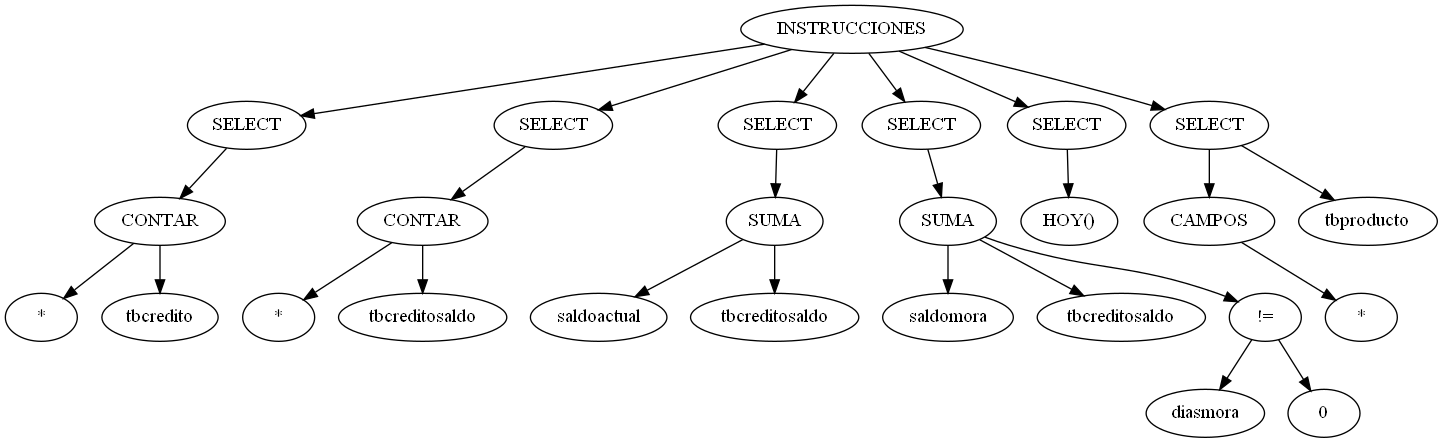 INSTRUCCIONES
SELECT
SELECT
SELECT
SELECT
SELECT
SELECT
CONTAR
CONTAR
SUMA
SUMA
HOY()
CAMPOS
tbproducto
*
tbcredito
*
tbcreditosaldo
saldoactual
tbcreditosaldo
saldomora
tbcreditosaldo
!=
*
diasmora
0